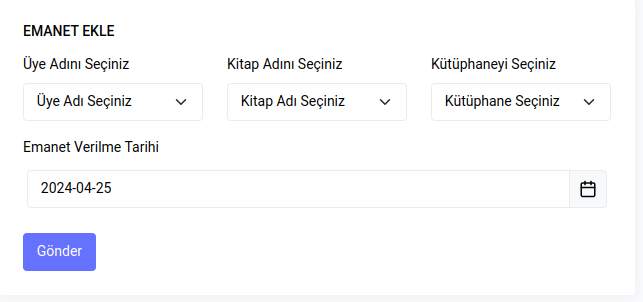 EMANET EKLE
Üye Adını Seçiniz Kitap Adını Seçiniz Kütüphaneyi Seçiniz
Üye Adı Seçiniz Kitap Adı Seçiniz Kütüphane Seçiniz
Emanet Verilme Tarihi
2024-04-25
Gönder